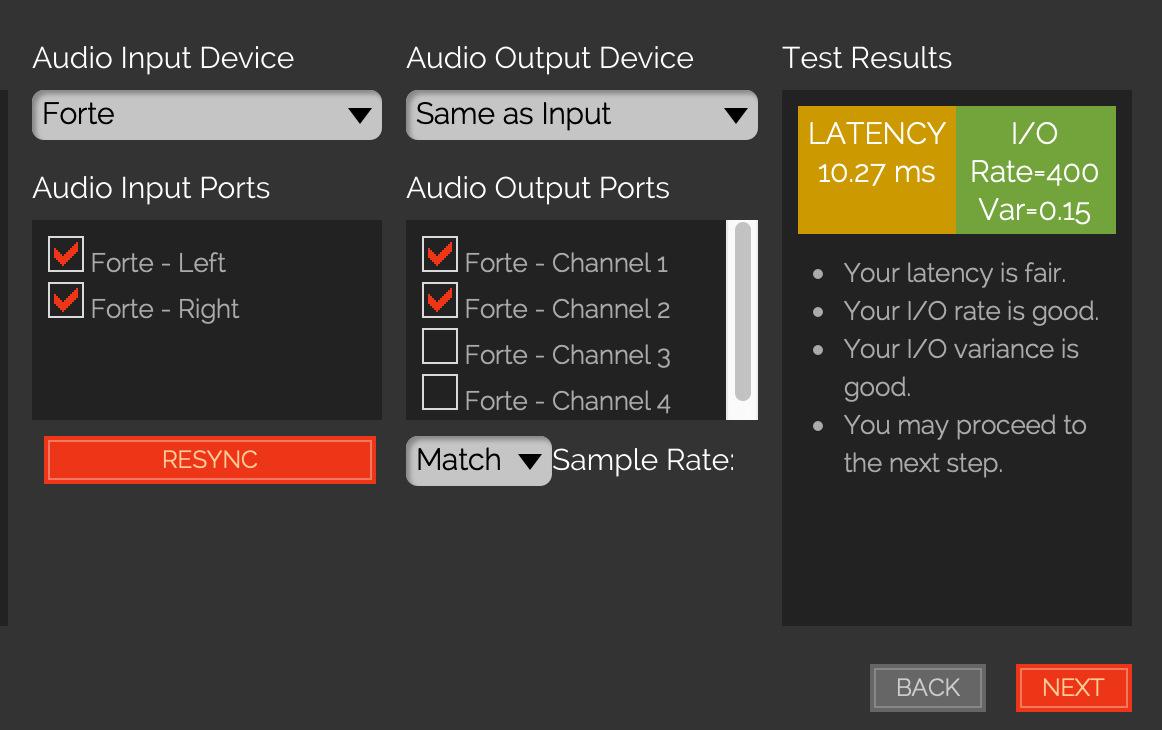 Audio Input Device
Forte
Audio Input Ports
Forte - Left
Forte - Right
RESYNC
Audio Output Device
Same as Input
Audio Output Ports
Forte - Channel 1
Forte - Channel 2
Forte - Channel 3
Forte - Channel 4
Match Sample Rate:
Test Results
LATENCY
10.27 ms
I/O
Rate=400
Var=0.15
Your latency is fair.
Your I/O rate is good.
Your I/O variance is
good.
You may proceed to
the next step.
BACK
NEXT